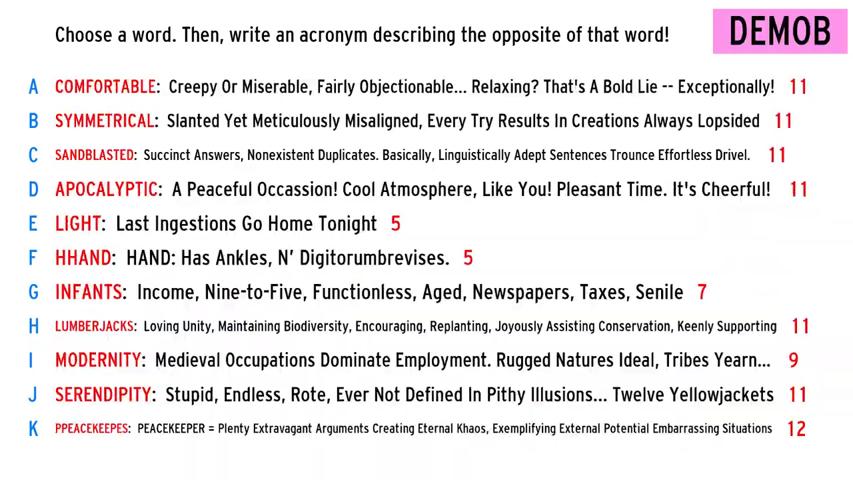 Choose a word. Then, write an acronym describing the opposite of that word!
DEMOB
A COMFORTABLE: Creepy Or Miserable, Fairly Objectionable... Relaxing? That's A Bold Lie -- Exceptionally! 11
B SYMMETRICAL: Slanted Yet Meticulously Misaligned, Every Try Results In Creations Always Lopsided 11
C SANDBLASTED: Succinct Answers, Nonexistent Duplicates. Basically, Linguistically Adept Sentences Trounce Effortless Drivel. 11
D APOCALYPTIC: A Peaceful Occassion! Cool Atmosphere, Like You! Pleasant Time. It's Cheerful! 11
E LIGHT: Last Ingestions Go Home Tonight 5
F HHAND: HAND: Has Ankles, N' Digitorumbrevises. 5
G INFANTS: Income, Nine-to-Five, Functionless, Aged, Newspapers, Taxes, Senile 7
H LUMBERJACKS: Loving Unity, Maintaining Biodiversity, Encouraging, Replanting, Joyously Assisting Conservation, Keenly Supporting 11
I MODERNITY: Medieval Occupations Dominate Employment. Rugged Natures Ideal, Tribes Yearn... 9
J SERENDIPITY: Stupid, Endless, Rote, Ever Not Defined In Pithy Illusions... Twelve Yellowjackets 11
K PPEACEKEEPES: PEACEKEEPER = Plenty Extravagant Arguments Creating Eternal Khaos, Exemplifying External Potential Embarrassing Situations 12